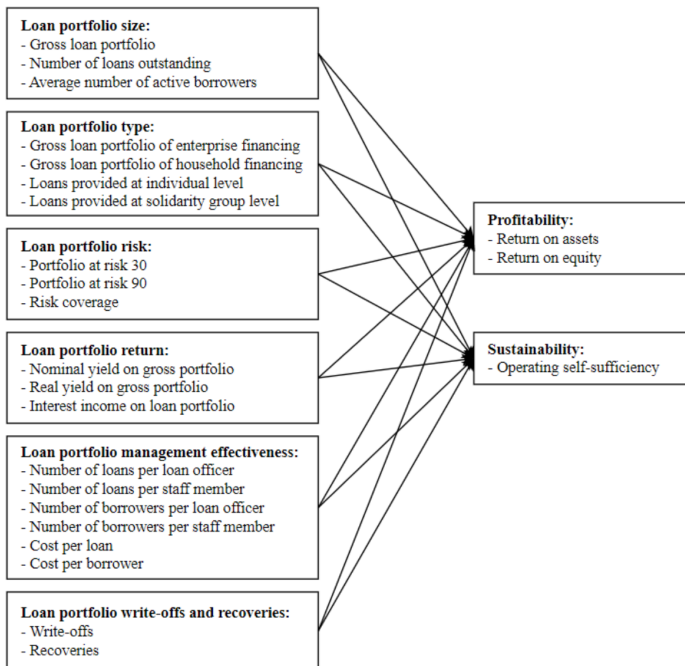 Loan portfolio size:
- Gross loan portfolio
- Number of loans outstanding
- Average number of active borrowers
Loan portfolio type:
- Gross loan portfolio of enterprise financing
- Gross loan portfolio of household financing
- Loans provided at individual level
- Loans provided at solidarity group level
Loan portfolio risk:
- Portfolio at risk 30
- Portfolio at risk 90
- Risk coverage
Loan portfolio return:
- Nominal yield on gross portfolio
- Real yield on gross portfolio
- Interest income on loan portfolio
Loan portfolio management effectiveness:
- Number of loans per loan officer
- Number of loans per staff member
- Number of borrowers per loan officer
- Number of borrowers per staff member
- Cost per loan
- Cost per borrower
Loan portfolio write-offs and recoveries:
- Write-offs
- Recoveries
Profitability:
- Return on assets
- Return on equity
Sustainability:
- Operating self-sufficiency